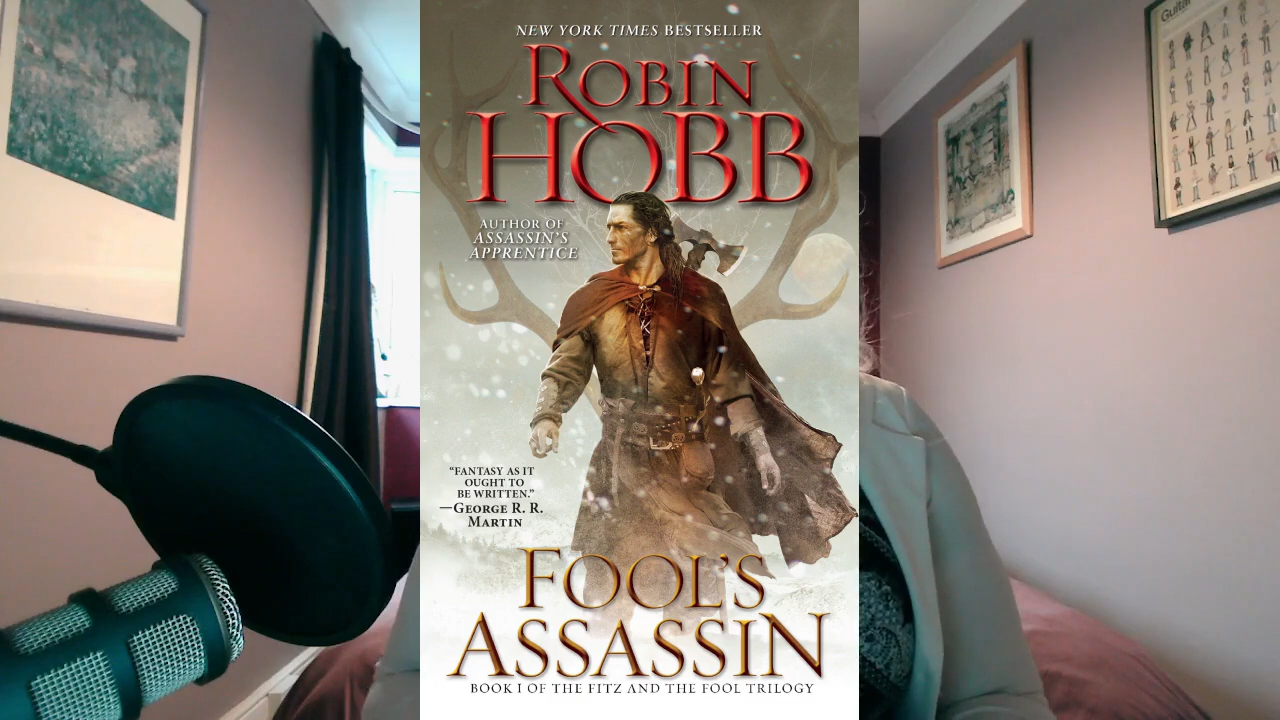 NEW YORK TIMES BESTSELLER
ROBIN
HOBB
AUTHOR OF
ASSASSIN'S
APPRENTICE
K
"FANTASY AS IT
OUGHT TO
BE WRITTEN."
—GEORGE R. R.
MARTIN
FOOL'S
ASSASSIN
BOOK I OF THE FITZ AND THE FOOL TRILOGY
Guitar